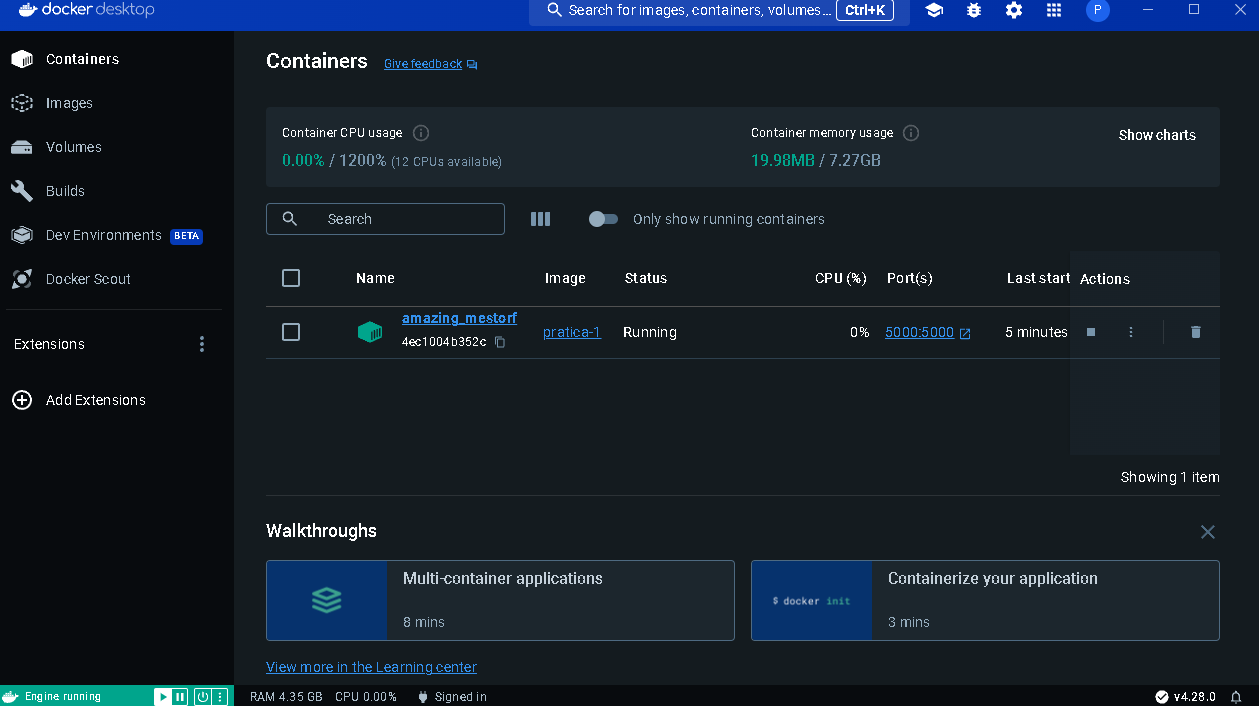 docker desktop
Search for images, containers, volumes... Ctrl+K
P
Containers
Images
Volumes
Builds
Dev Environments BETA
Docker Scout
Extensions
Add Extensions
Containers Give feedback
Container CPU usage
0.00% / 1200% (12 CPUs available)
Container memory usage
19.98MB / 7.27GB
Show charts
Search
Only show running containers
Name Image Status CPU (%) Port(s) Last start Actions
amazing_mestorf
4ec1004b352c
pratica-1 Running 0% 5000:5000 5 minutes
Showing 1 item
Walkthroughs
Multi-container applications
8 mins
$ docker init
Containerize your application
3 mins
View more in the Learning center
Engine running RAM 4.35 GB CPU 0.00% Signed in v4.28.0